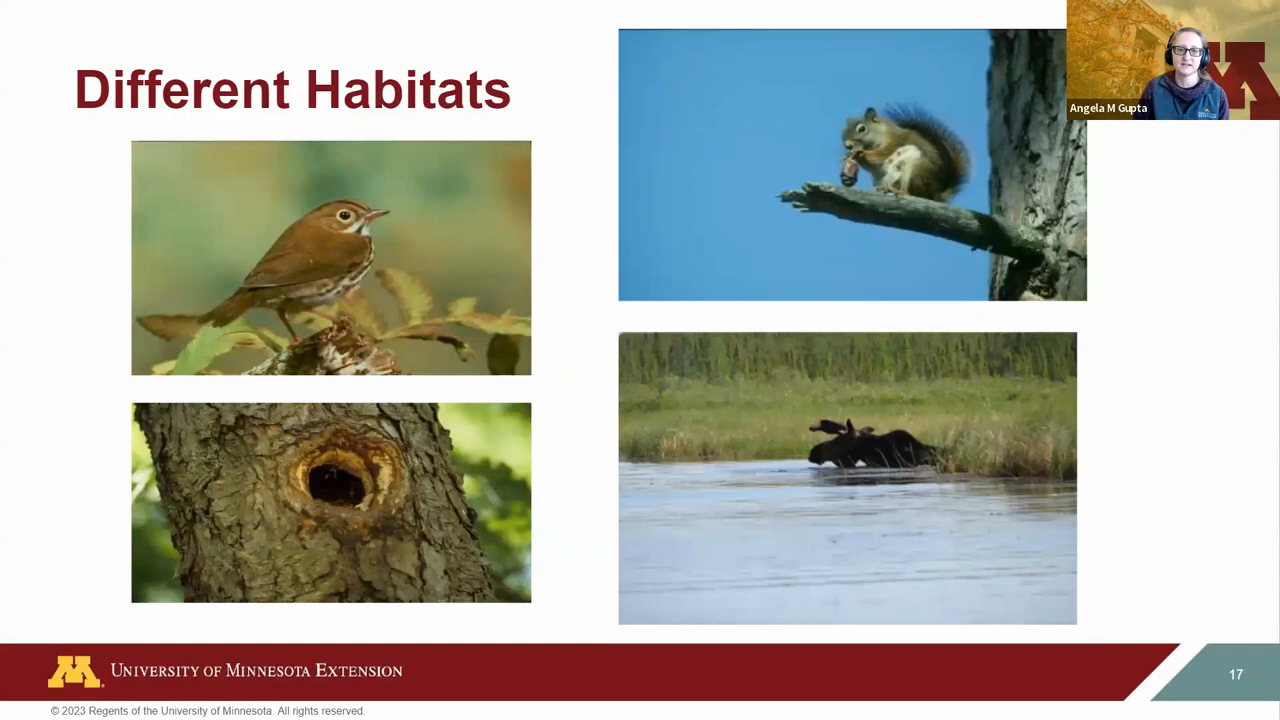 Different Habitats
Angela M Gupta
UNIVERSITY OF MINNESOTA EXTENSION
17
© 2023 Regents of the University of Minnesota. All rights reserved.